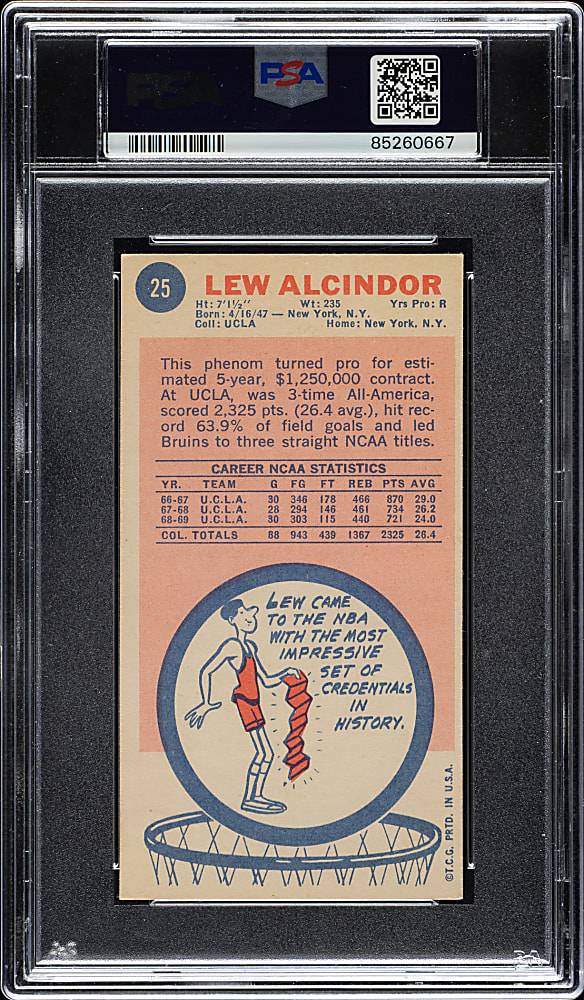 PSA
PSA
85260667
25
LEW ALCINDOR
Ht: 7'1½" Wt: 235 Yrs Pro: R
Born: 4/16/47 — New York, N.Y.
Coll: UCLA Home: New York, N.Y.
This phenom turned pro for esti-
mated 5-year, $1,250,000 contract.
At UCLA, was 3-time All-America,
scored 2,325 pts. (26.4 avg.), hit rec-
ord 63.9% of field goals and led
Bruins to three straight NCAA titles.
CAREER NCAA STATISTICS
YR. TEAM G FG FT REB PTS AVG
66-67 U.C.L.A. 30 346 178 466 870 29.0
67-68 U.C.L.A. 28 294 146 461 734 26.2
68-69 U.C.L.A. 30 303 115 440 721 24.0
COL. TOTALS 88 943 439 1367 2325 26.4
LEW CAME
TO THE NBA
WITH THE MOST
IMPRESSIVE
SET OF
CREDENTIALS
IN
HISTORY.
©T.C.G. PRTD. IN U.S.A.